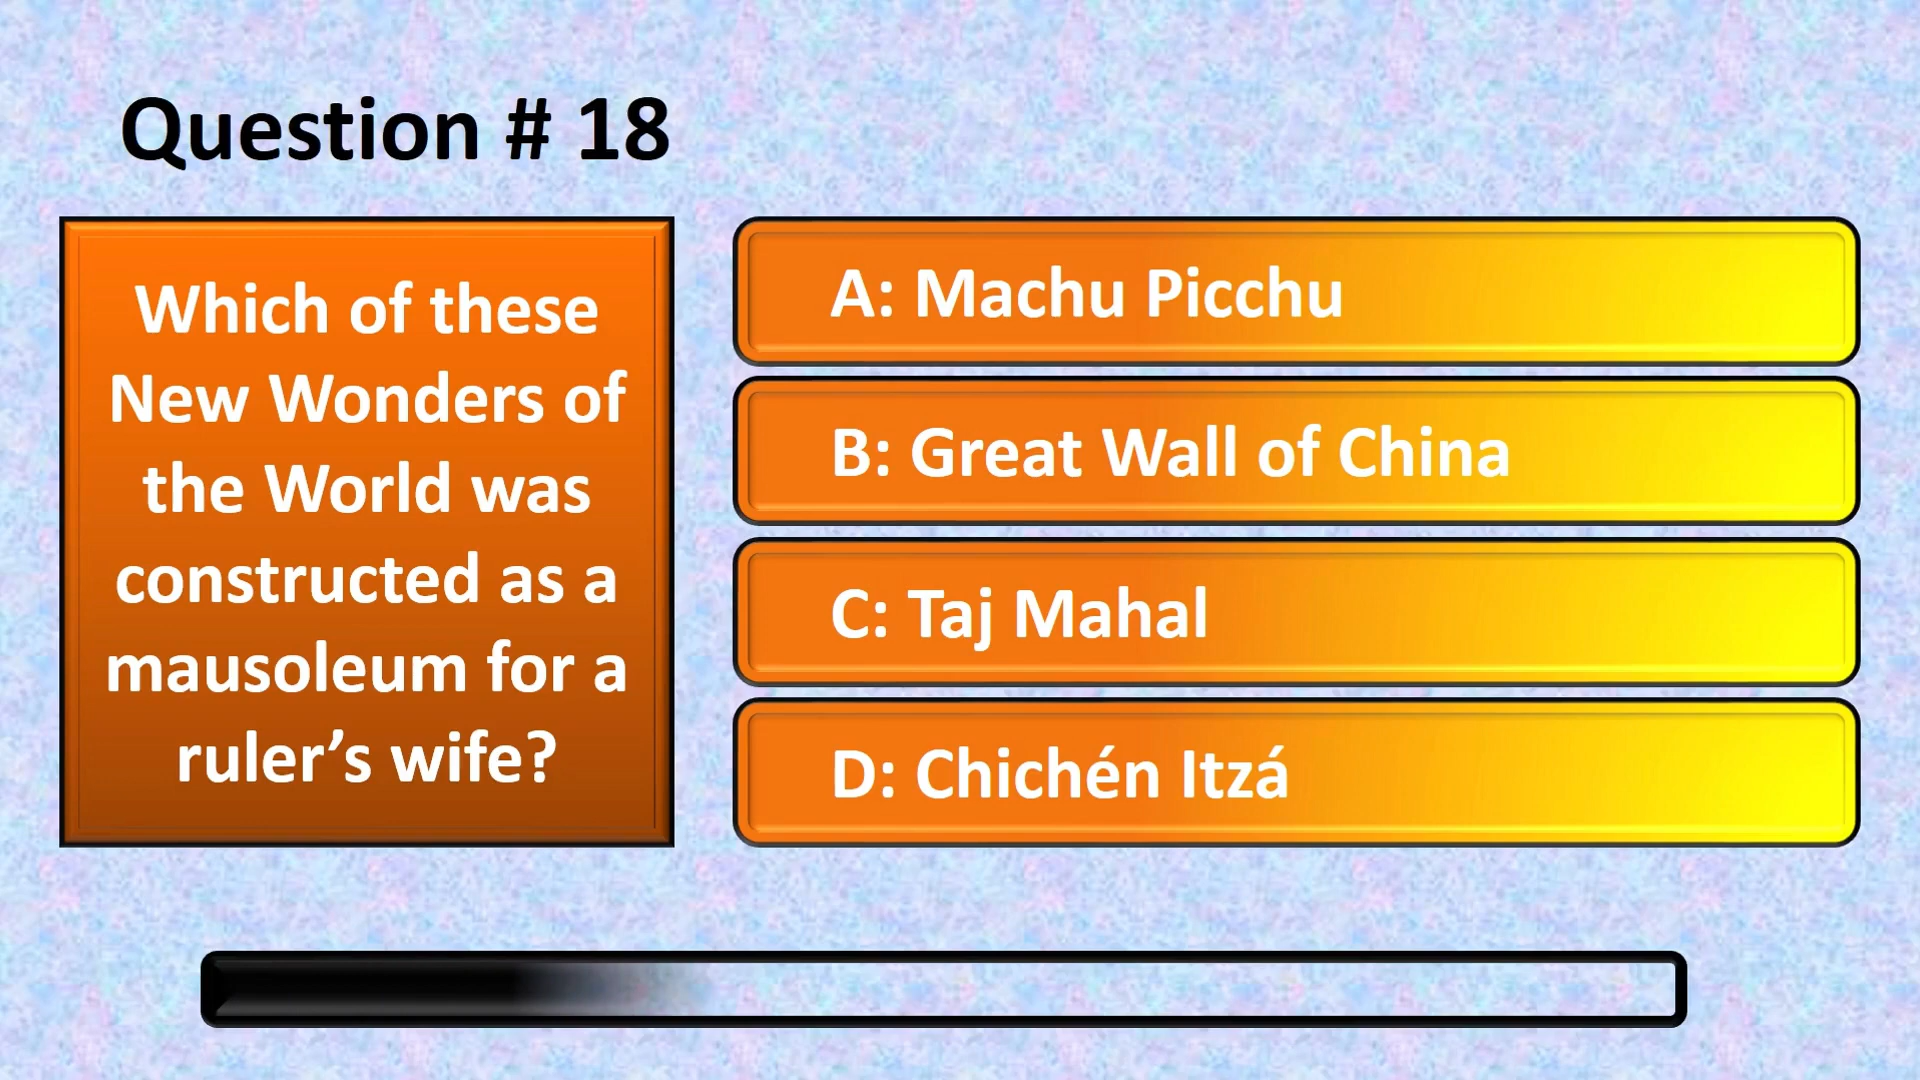 Question # 18
Which of these
New Wonders of
the World was
constructed as a
mausoleum for a
ruler’s wife?
A: Machu Picchu
B: Great Wall of China
C: Taj Mahal
D: Chichén Itzá